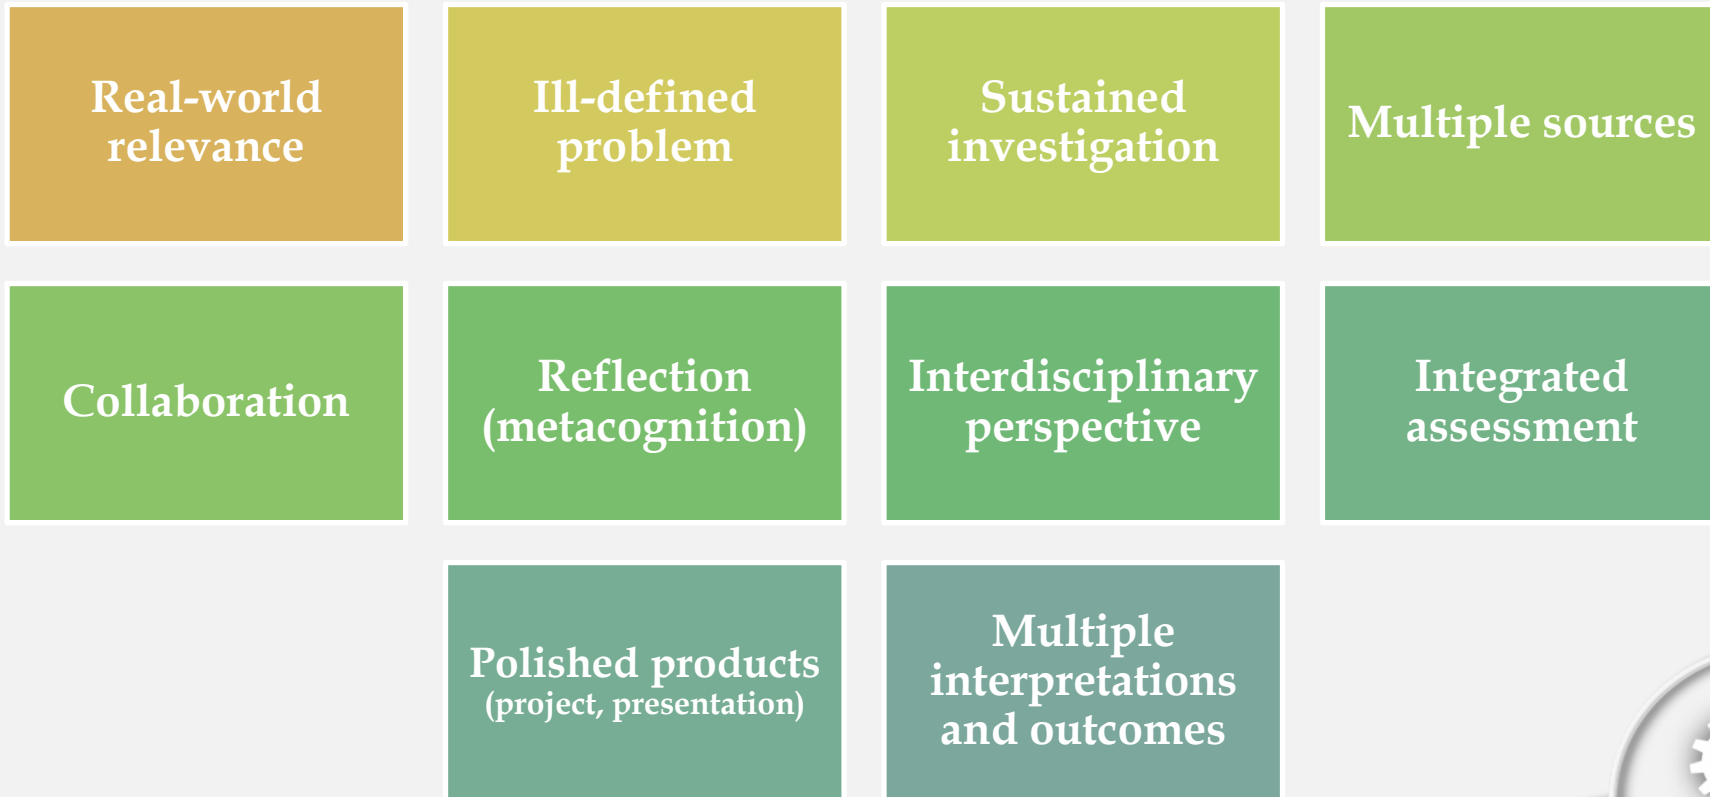 Real-world
relevance
Ill-defined
problem
Sustained
investigation
Multiple sources
Collaboration
Reflection
(metacognition)
Interdisciplinary
perspective
Integrated
assessment
Polished products
(project, presentation)
Multiple
interpretations
and outcomes